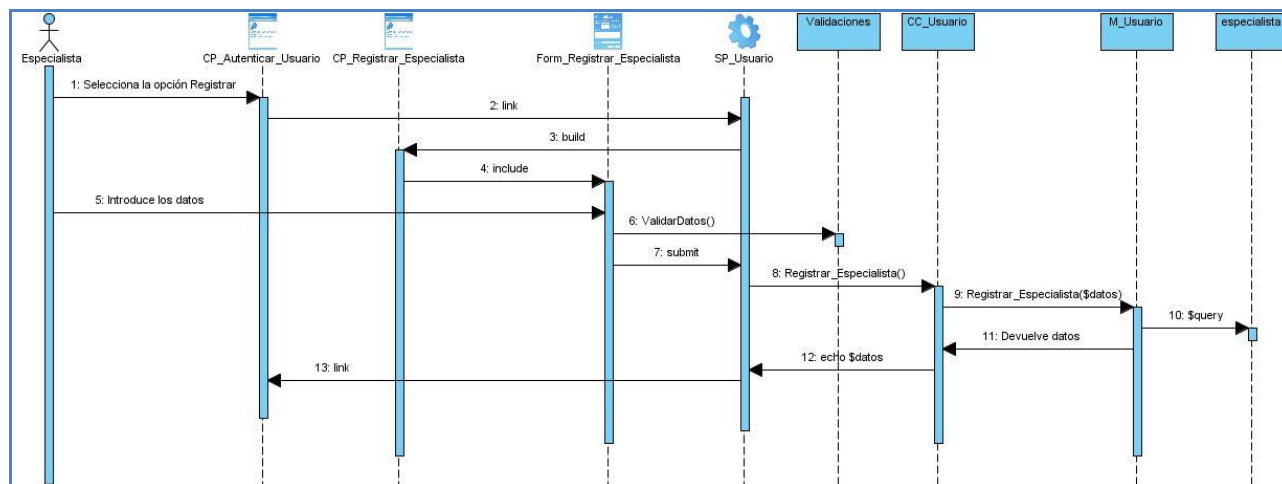 Especialista
CP_Autenticar_Usuario
CP_Registrar_Especialista
Form_Registrar_Especialista
SP_Usuario
Validaciones
CC_Usuario
M_Usuario
especialista
1: Selecciona la opción Registrar
2: link
3: build
4: include
5: Introduce los datos
6: ValidarDatos()
7: submit
8: Registrar_Especialista()
9: Registrar_Especialista($datos)
10: $query
11: Devuelve datos
12: echo $datos
13: link